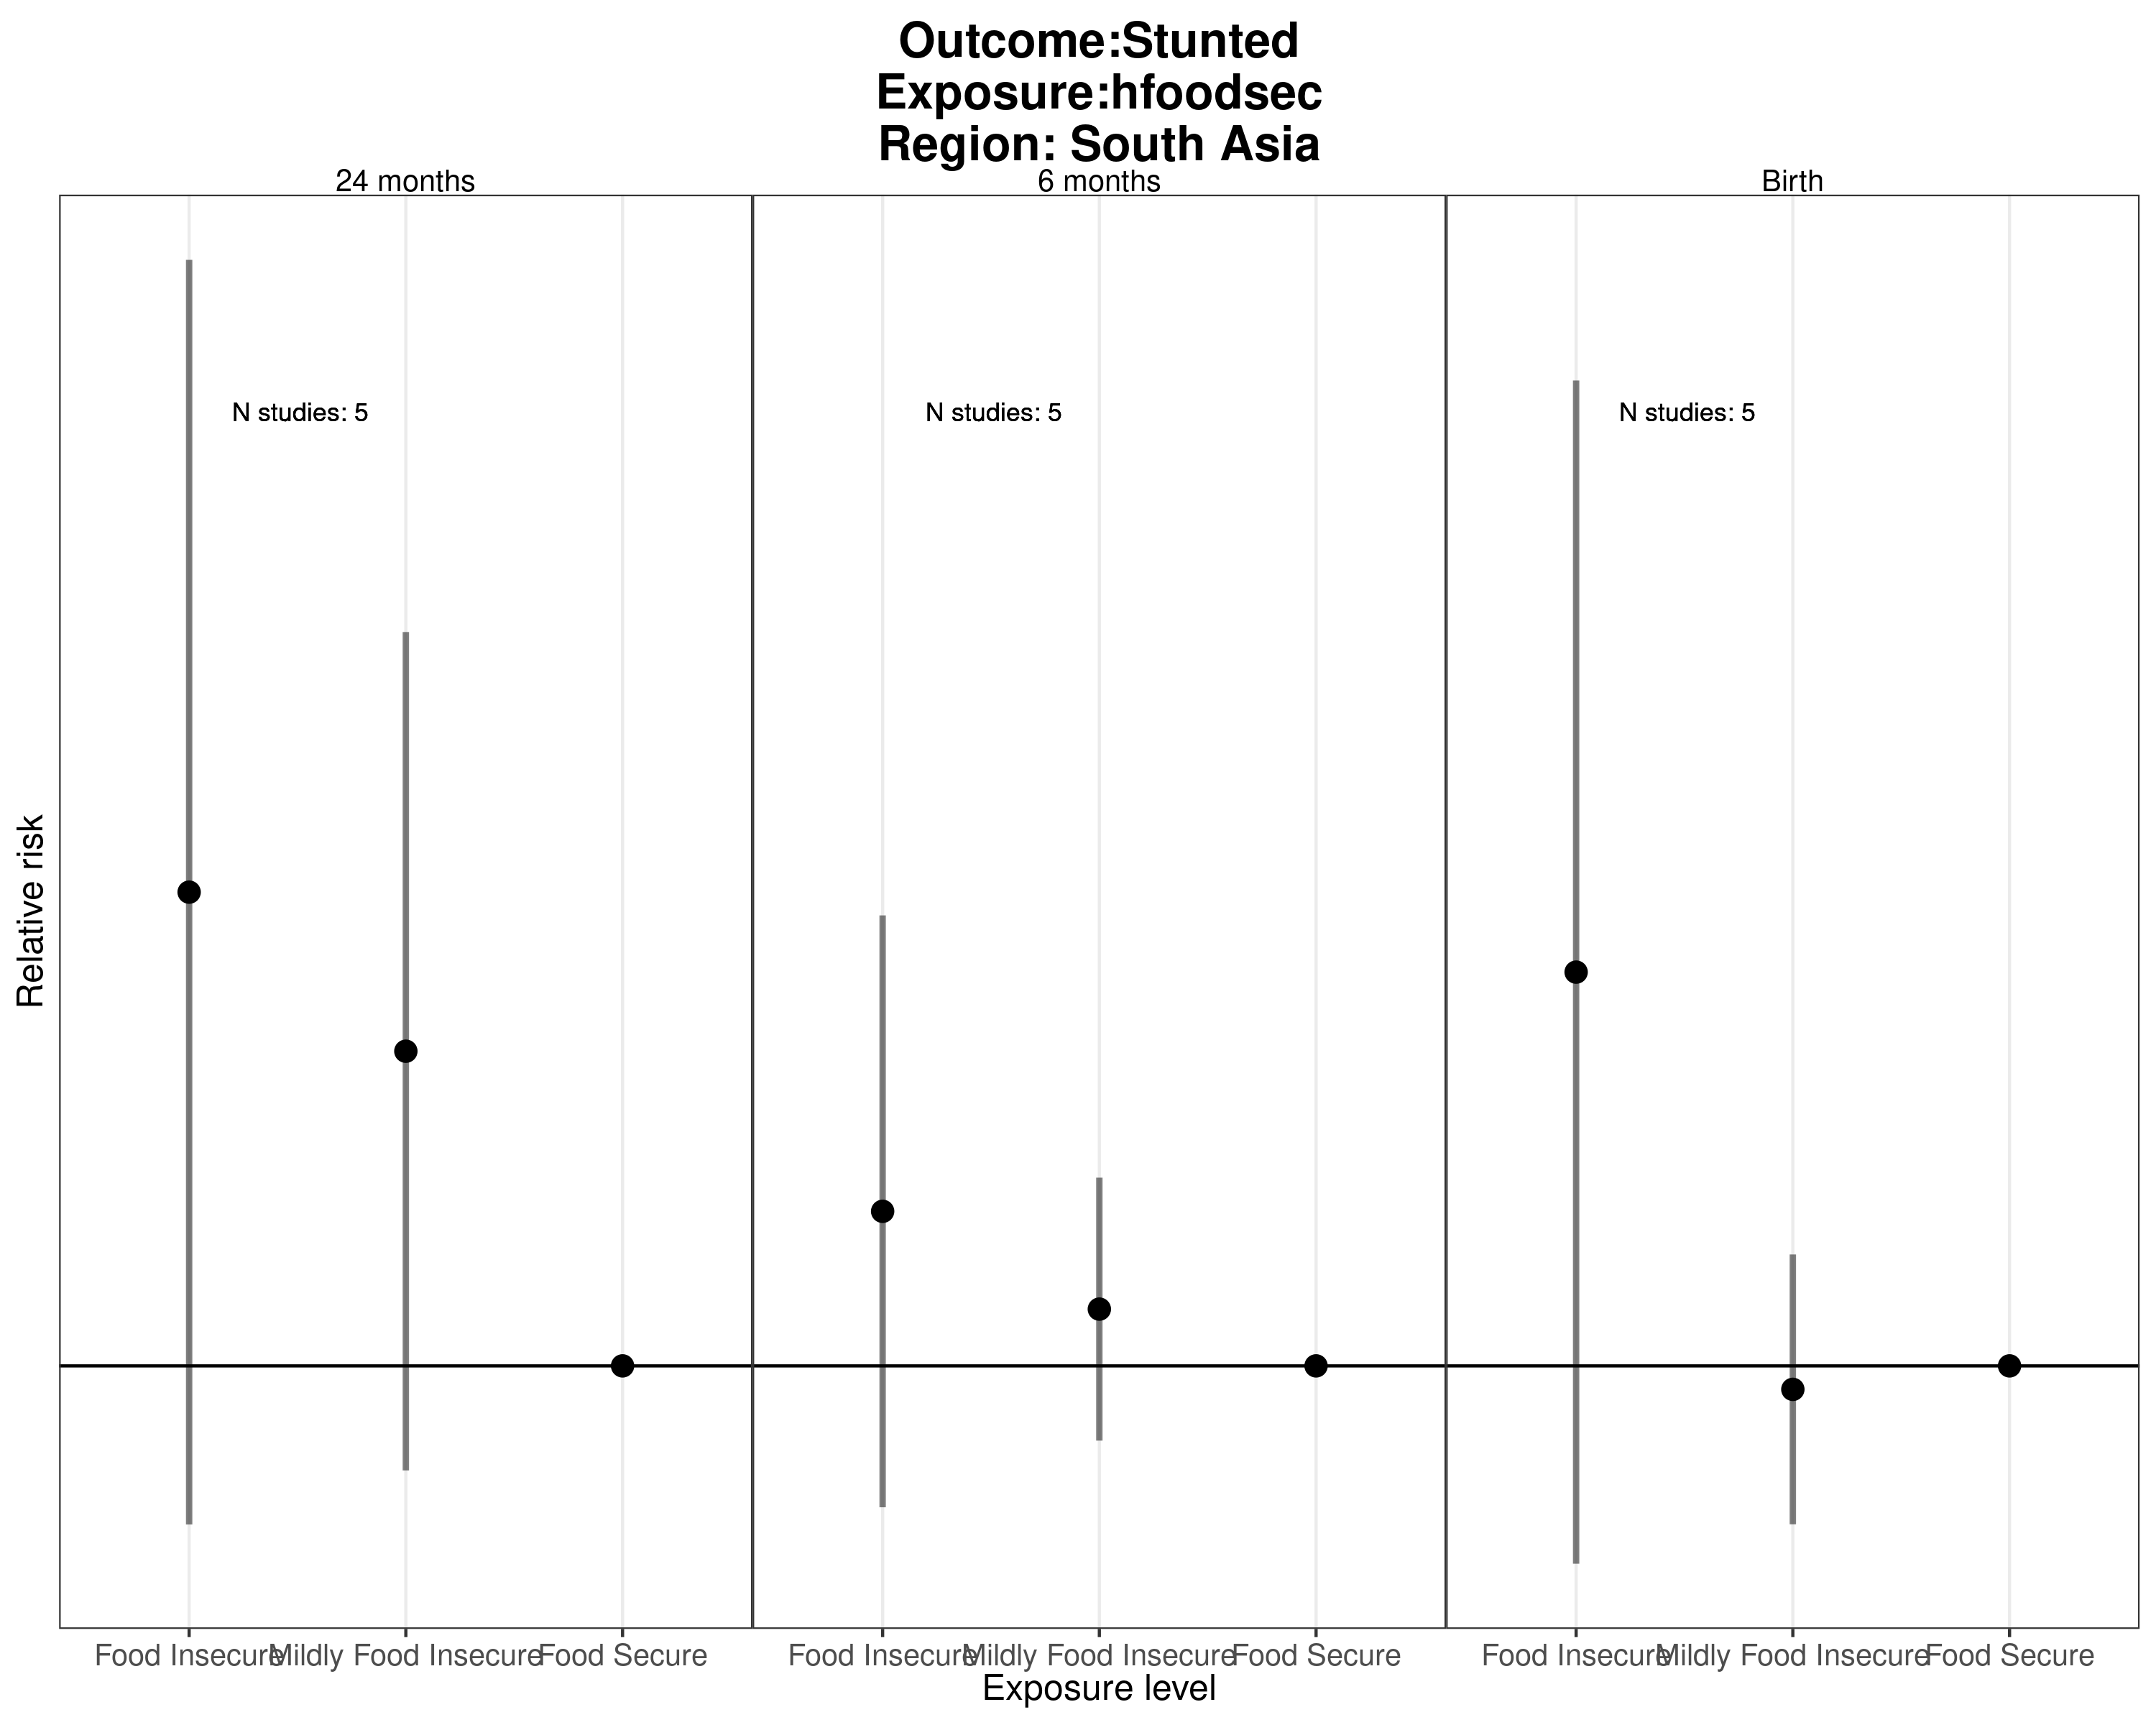 Outcome:Stunted
Exposure:hfoodsec
Region: South Asia
24 months
6 months
Birth
N studies: 5
N studies: 5
N studies: 5
Relative risk
Food Insecure
Mildly Food Insecure
Food Secure
Food Insecure
Mildly Food Insecure
Food Secure
Food Insecure
Mildly Food Insecure
Food Secure
Exposure level